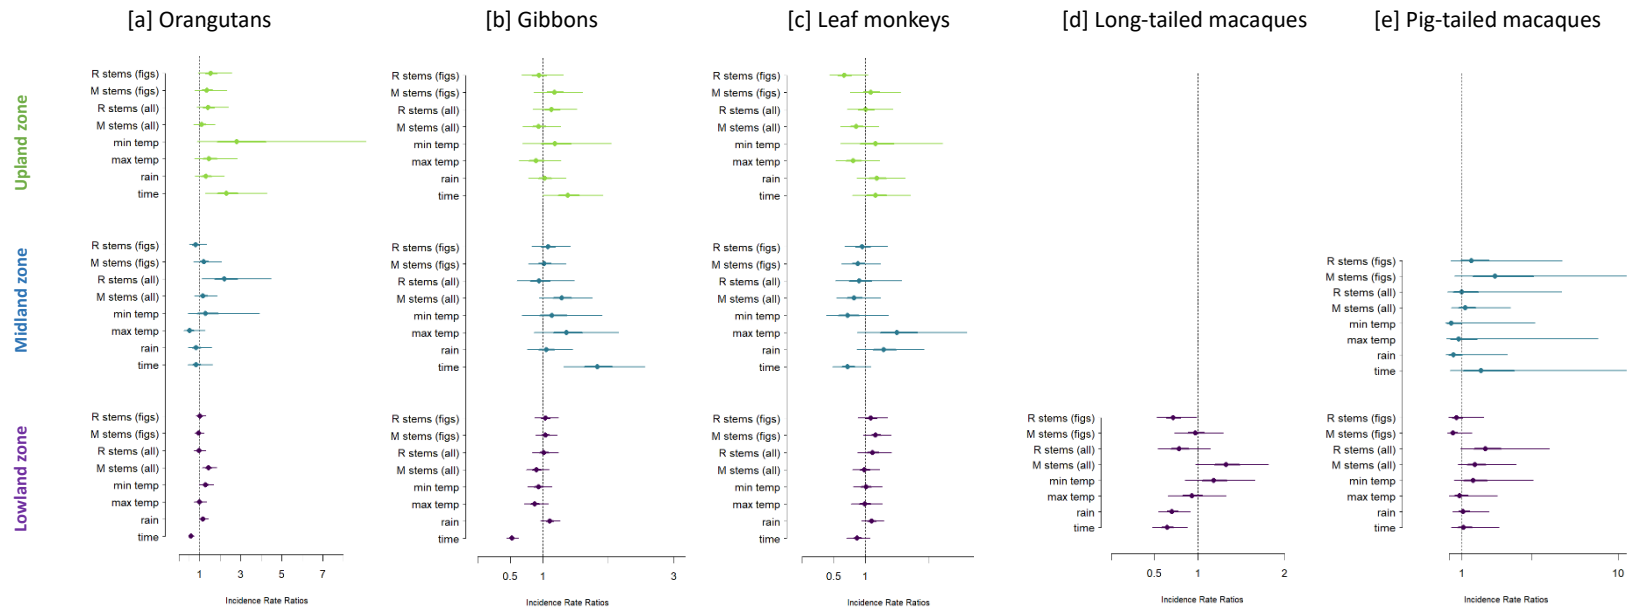 [a] Orangutans
[b] Gibbons
[c] Leaf monkeys
[d] Long-tailed macaques
[e] Pig-tailed macaques
Upland zone
R stems (figs)
M stems (figs)
R stems (all)
M stems (all)
min temp
max temp
rain
time
R stems (figs)
M stems (figs)
R stems (all)
M stems (all)
min temp
max temp
rain
time
R stems (figs)
M stems (figs)
R stems (all)
M stems (all)
min temp
max temp
rain
time
Midland zone
R stems (figs)
M stems (figs)
R stems (all)
M stems (all)
min temp
max temp
rain
time
R stems (figs)
M stems (figs)
R stems (all)
M stems (all)
min temp
max temp
rain
time
R stems (figs)
M stems (figs)
R stems (all)
M stems (all)
min temp
max temp
rain
time
R stems (figs)
M stems (figs)
R stems (all)
M stems (all)
min temp
max temp
rain
time
Lowland zone
R stems (figs)
M stems (figs)
R stems (all)
M stems (all)
min temp
max temp
rain
time
R stems (figs)
M stems (figs)
R stems (all)
M stems (all)
min temp
max temp
rain
time
R stems (figs)
M stems (figs)
R stems (all)
M stems (all)
min temp
max temp
rain
time
R stems (figs)
M stems (figs)
R stems (all)
M stems (all)
min temp
max temp
rain
time
R stems (figs)
M stems (figs)
R stems (all)
M stems (all)
min temp
max temp
rain
time
1 3 5 7
0.5 1 3
0.5 1
0.5 1 2
1 10
Incidence Rate Ratios
Incidence Rate Ratios
Incidence Rate Ratios
Incidence Rate Ratios
Incidence Rate Ratios